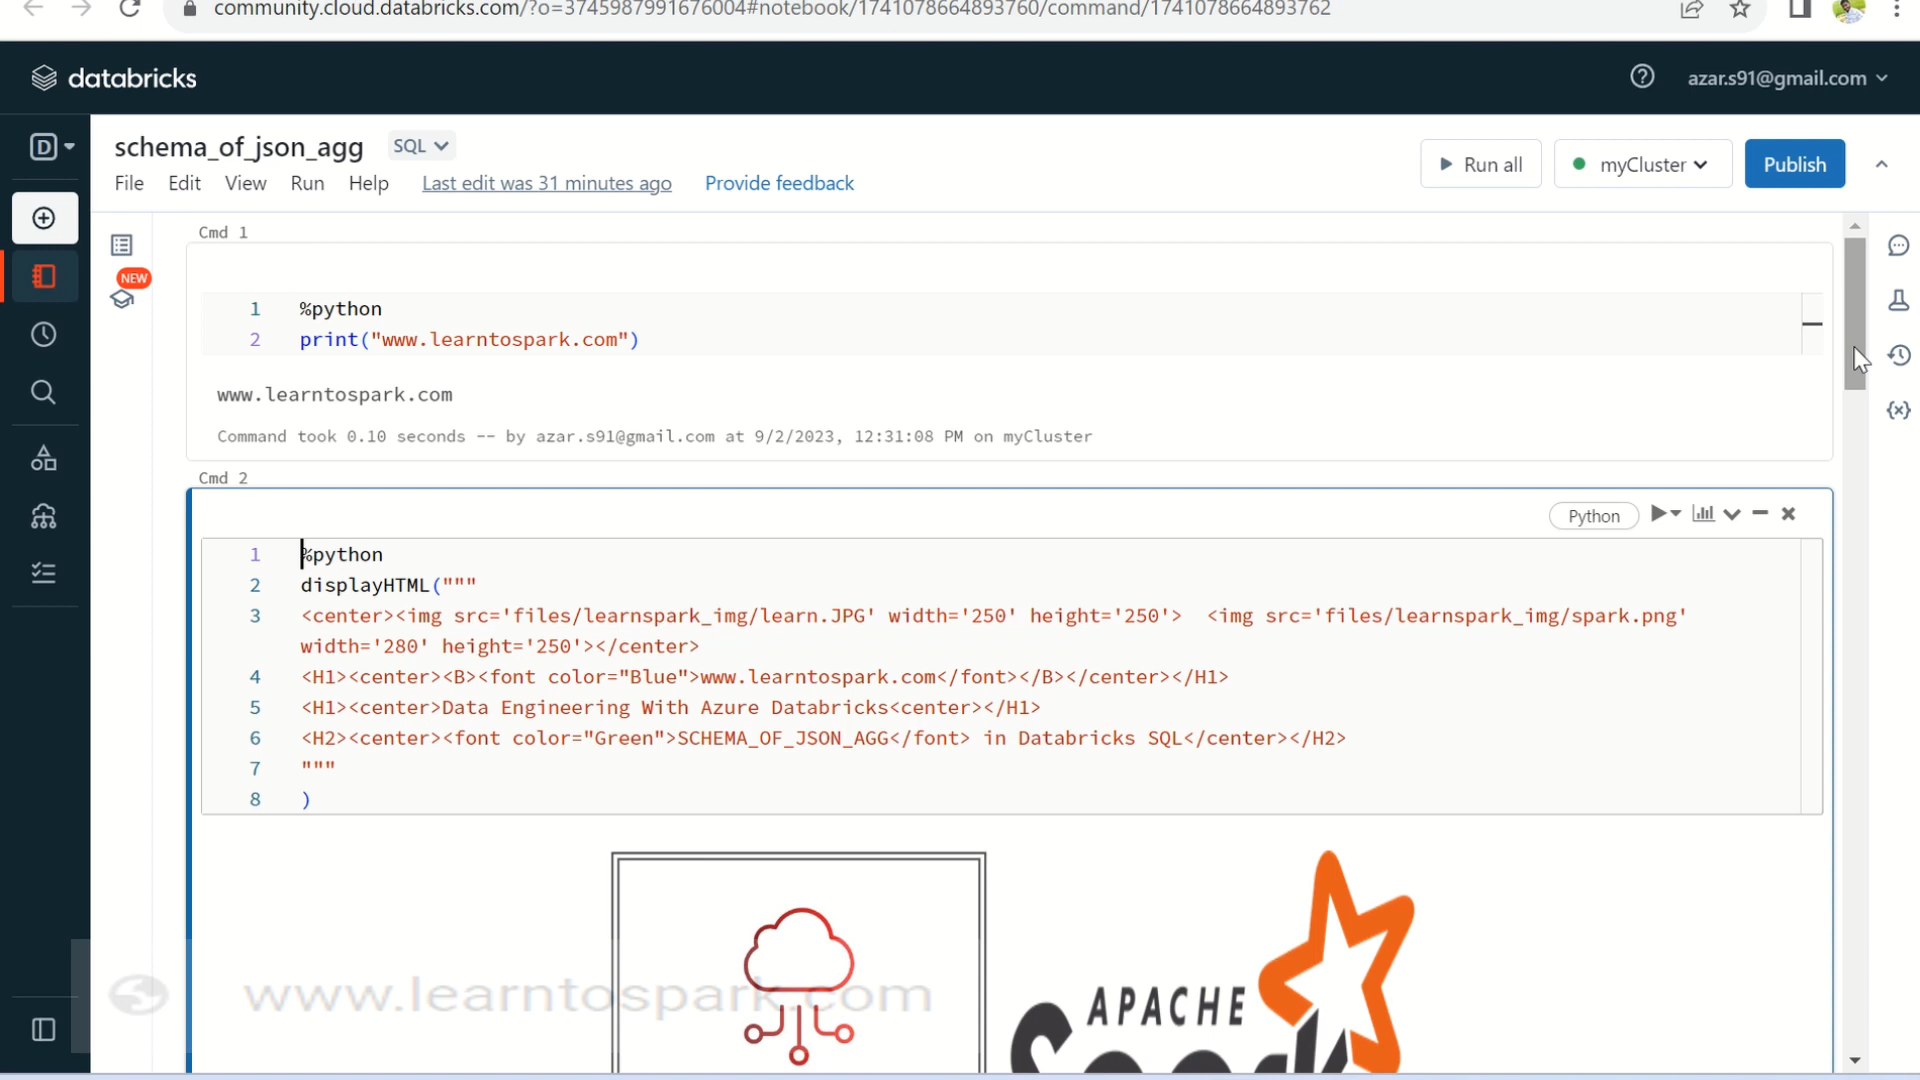 community.cloud.databricks.com/?o=3745987991676004#notebook/1741078664893760/command/1741078664893762
databricks
azar.s91@gmail.com
D
schema_of_json_agg
SQL
File Edit View Run Help Last edit was 31 minutes ago Provide feedback
Run all
myCluster
Publish
NEW
Cmd 1
1 %python
2 print("www.learntospark.com")
www.learntospark.com
Command took 0.10 seconds -- by azar.s91@gmail.com at 9/2/2023, 12:31:08 PM on myCluster
Cmd 2
Python
1 %python
2 displayHTML("""
3 <center><img src='files/learnspark_img/learn.JPG' width='250' height='250'>  <img src='files/learnspark_img/spark.png'
width='280' height='250'></center>
4 <H1><center><B><font color="Blue">www.learntospark.com</font></B></center></H1>
5 <H1><center>Data Engineering With Azure Databricks<center></H1>
6 <H2><center><font color="Green">SCHEMA_OF_JSON_AGG</font> in Databricks SQL</center></H2>
7 """
8 )
www.learntospark.com
APACHE
Spark